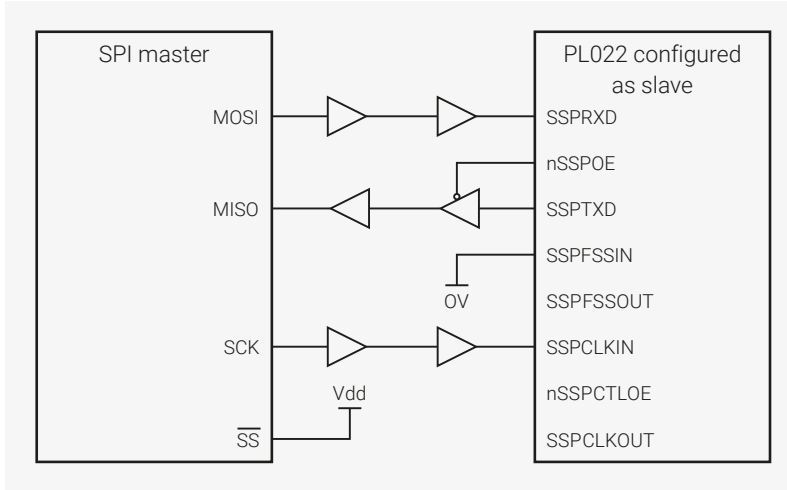 SPI master
MOSI
MISO
SCK
Vdd
SS
0V
PL022 configured
as slave
SSPRXD
nSSPOE
SSPTXD
SSPFSSIN
SSPFSSOUT
SSPCLKIN
nSSPCTLOE
SSPCLKOUT